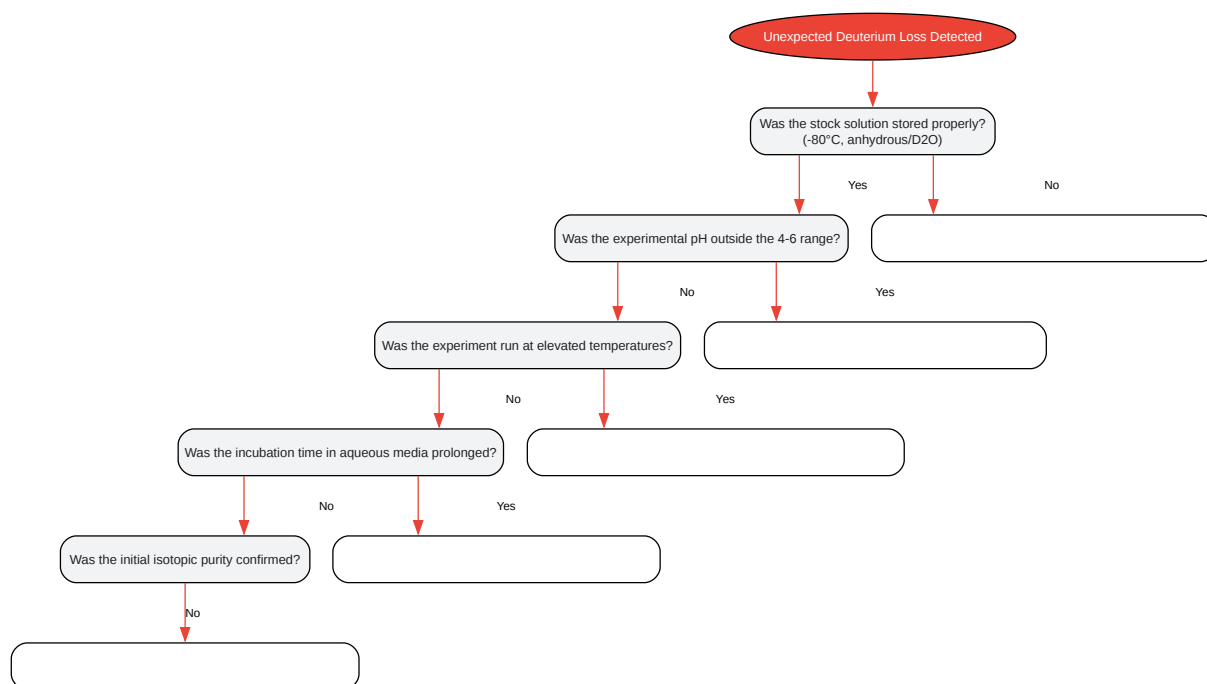 Unexpected Deuterium Loss Detected
Was the stock solution stored properly?
(-80°C, anhydrous/D2O)
Yes
No
Was the experimental pH outside the 4-6 range?
No
Yes
Was the experiment run at elevated temperatures?
No
Yes
Was the incubation time in aqueous media prolonged?
No
Yes
Was the initial isotopic purity confirmed?
No